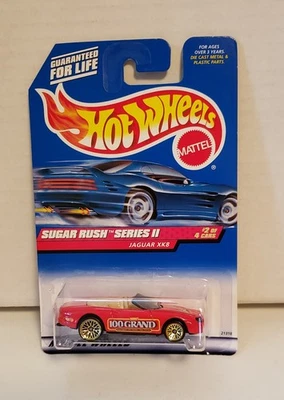 GUARANTEED
FOR LIFE
FOR AGES
OVER 3 YEARS.
DIE CAST METAL &
PLASTIC PARTS.
HOT WHEELS
MATTEL
SUGAR RUSH™ SERIES II
#2 OF
4 CARS
JAGUAR XK8
100 GRAND